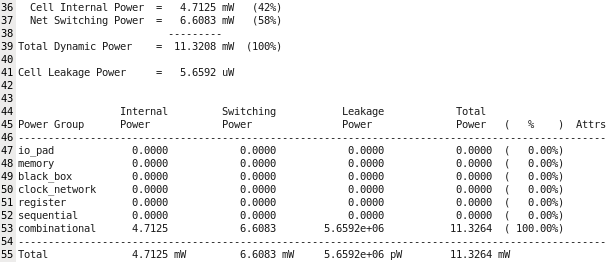 36   Cell Internal Power  =   4.7125 mW   (42%)
37   Net Switching Power  =   6.6083 mW   (58%)
38                          ---------
39 Total Dynamic Power    =  11.3208 mW  (100%)
40
41 Cell Leakage Power     =   5.6592 uW
42
43
44                  Internal         Switching           Leakage            Total
45 Power Group      Power            Power               Power              Power   (   %    )  Attrs
46 --------------------------------------------------------------------------------------------------
47 io_pad             0.0000            0.0000            0.0000            0.0000  (   0.00%)
48 memory             0.0000            0.0000            0.0000            0.0000  (   0.00%)
49 black_box          0.0000            0.0000            0.0000            0.0000  (   0.00%)
50 clock_network      0.0000            0.0000            0.0000            0.0000  (   0.00%)
51 register           0.0000            0.0000            0.0000            0.0000  (   0.00%)
52 sequential         0.0000            0.0000            0.0000            0.0000  (   0.00%)
53 combinational      4.7125            6.6083        5.6592e+06           11.3264  ( 100.00%)
54 --------------------------------------------------------------------------------------------------
55 Total              4.7125 mW         6.6083 mW     5.6592e+06 pW        11.3264 mW